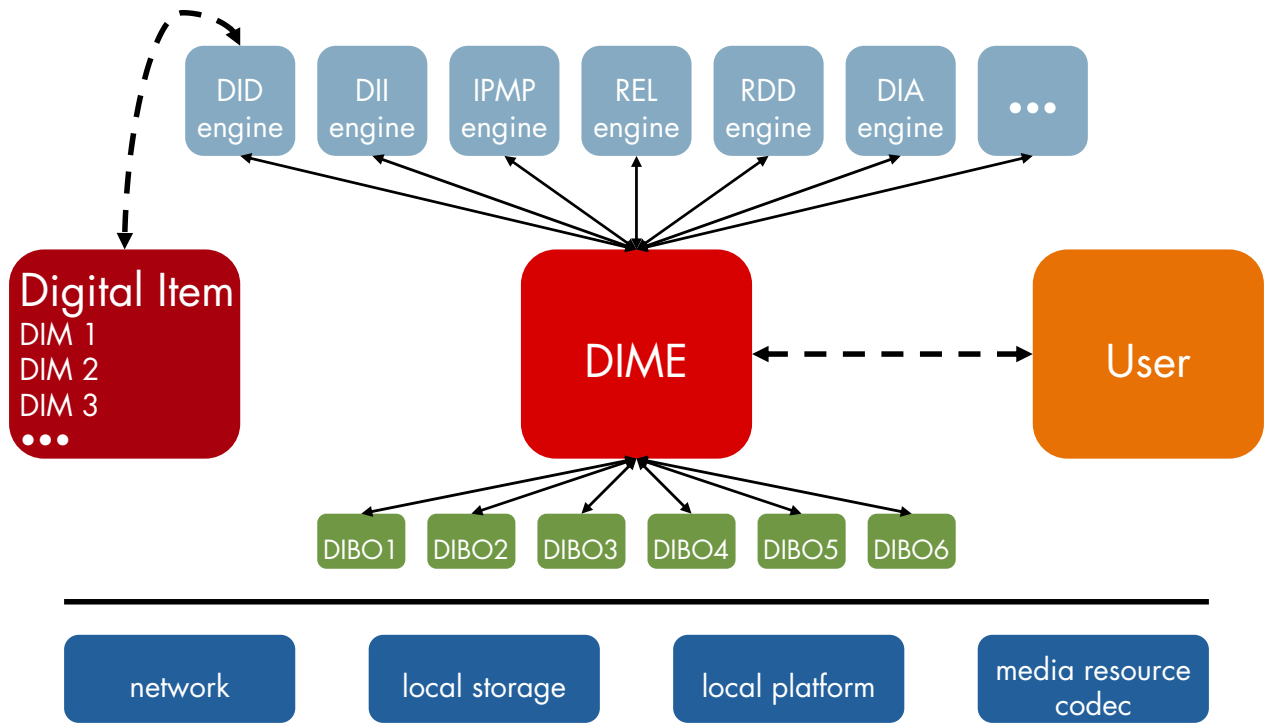 DID
engine
DII
engine
IPMP
engine
REL
engine
RDD
engine
DIA
engine
•••
Digital Item
DIM 1
DIM 2
DIM 3
•••
DIME
User
DIBO1
DIBO2
DIBO3
DIBO4
DIBO5
DIBO6
network
local storage
local platform
media resource
codec